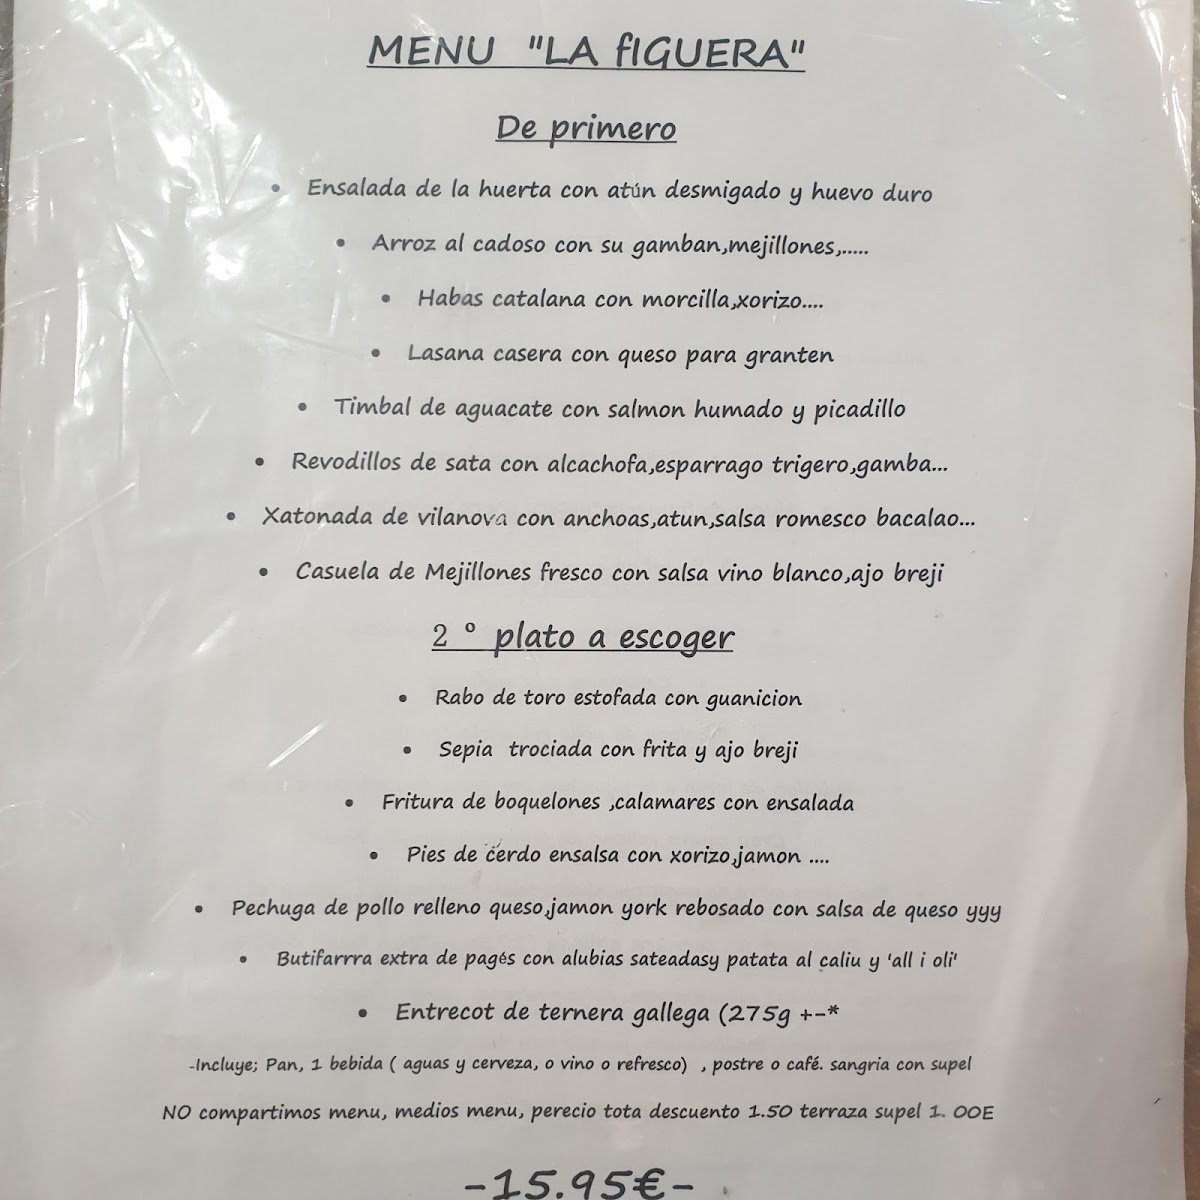 MENU "LA fIGUERA"
De primero
• Ensalada de la huerta con atún desmigado y huevo duro
• Arroz al cadoso con su gamban,mejillones,.....
• Habas catalana con morcilla,xorizo....
• Lasana casera con queso para granten
• Timbal de aguacate con salmon humado y picadillo
• Revodillos de sata con alcachofa,esparrago trigero,gamba...
• Xatonada de vilanova con anchoas,atun,salsa romesco bacalao...
• Casuela de Mejillones fresco con salsa vino blanco,ajo breji
2 º plato a escoger
• Rabo de toro estofada con guanicion
• Sepia trociada con frita y ajo breji
• Fritura de boquelones ,calamares con ensalada
• Pies de cerdo ensalsa con xorizo,jamon ....
• Pechuga de pollo relleno queso,jamon york rebosado con salsa de queso yyy
• Butifarrra extra de pagés con alubias sateadasy patata al caliu y 'all i oli'
• Entrecot de ternera gallega (275g +-*
-Incluye; Pan, 1 bebida ( aguas y cerveza, o vino o refresco) , postre o café. sangria con supel
NO compartimos menu, medios menu, perecio tota descuento 1.50 terraza supel 1. 00E
-15.95€-